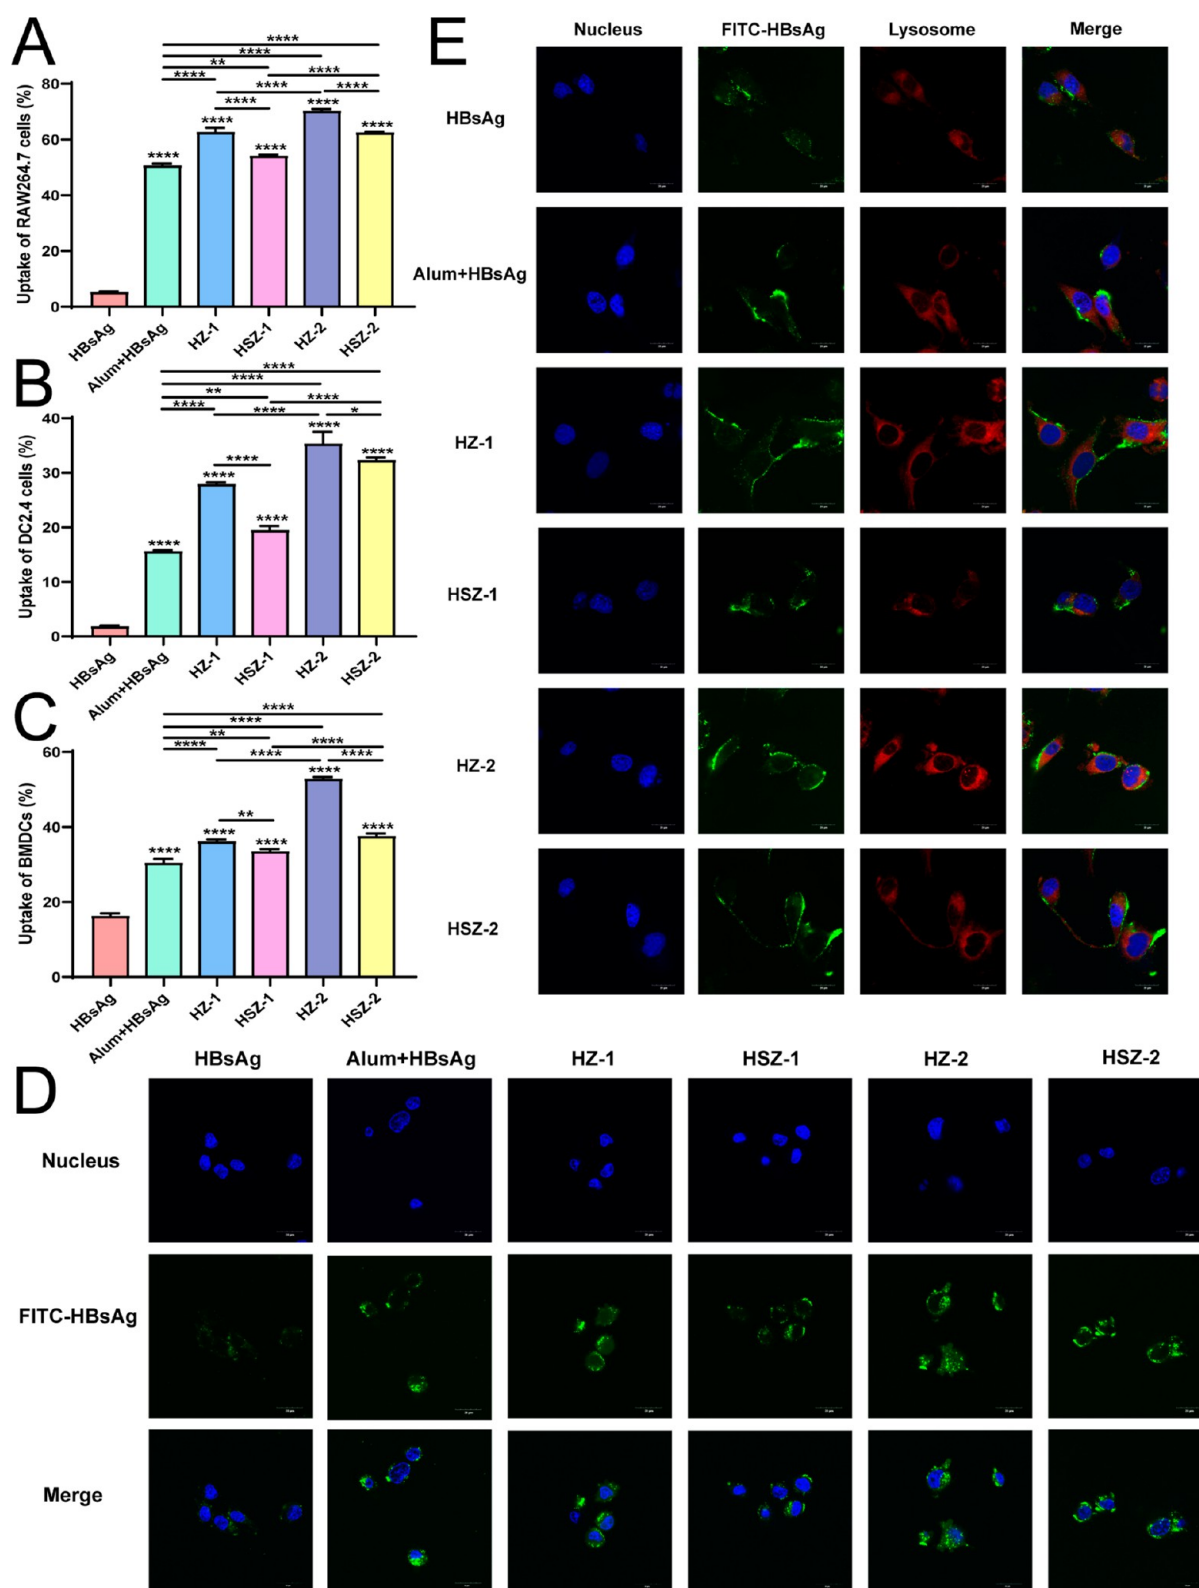 A
****
****
**
****
****
****
****
****
****
****
****
****
****
Uptake of RAW264.7 cells (%)
80
60
40
20
0
HBsAg
Alum+HBsAg
HZ-1
HSZ-1
HZ-2
HSZ-2
B
****
****
**
****
****
****
*
****
****
****
****
****
****
Uptake of DC2.4 cells (%)
40
30
20
10
0
HBsAg
Alum+HBsAg
HZ-1
HSZ-1
HZ-2
HSZ-2
C
****
****
**
****
****
****
****
****
**
****
****
****
****
Uptake of BMDCs (%)
60
40
20
0
HBsAg
Alum+HBsAg
HZ-1
HSZ-1
HZ-2
HSZ-2
E
Nucleus FITC-HBsAg Lysosome Merge
HBsAg
Alum+HBsAg
HZ-1
HSZ-1
HZ-2
HSZ-2
D
HBsAg Alum+HBsAg HZ-1 HSZ-1 HZ-2 HSZ-2
Nucleus
FITC-HBsAg
Merge